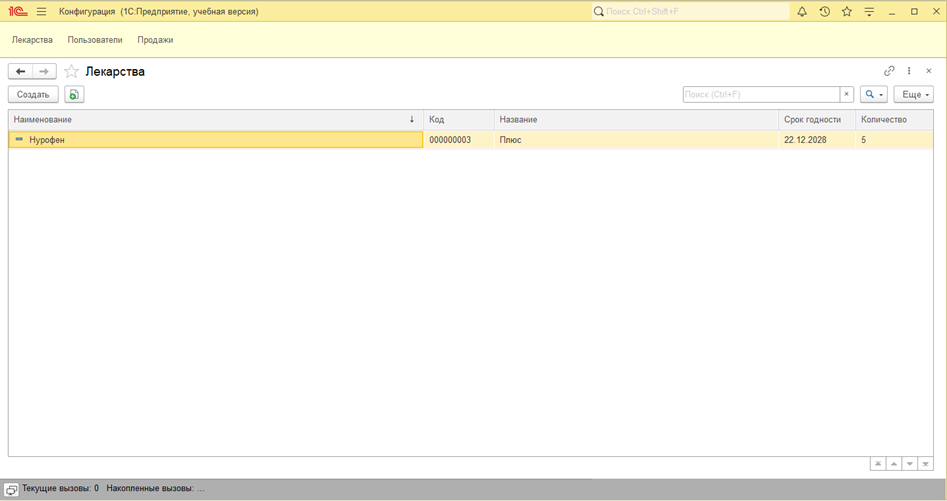 1С Конфигурация (1С:Предприятие, учебная версия) Поиск Ctrl+Shift+F
Лекарства Пользователи Продажи
Лекарства
Создать Поиск (Ctrl+F) × Еще
Наименование ↓ Код Название Срок годности Количество
Нурофен 000000003 Плюс 22.12.2028 5
Текущие вызовы: 0 Накопленные вызовы: ...